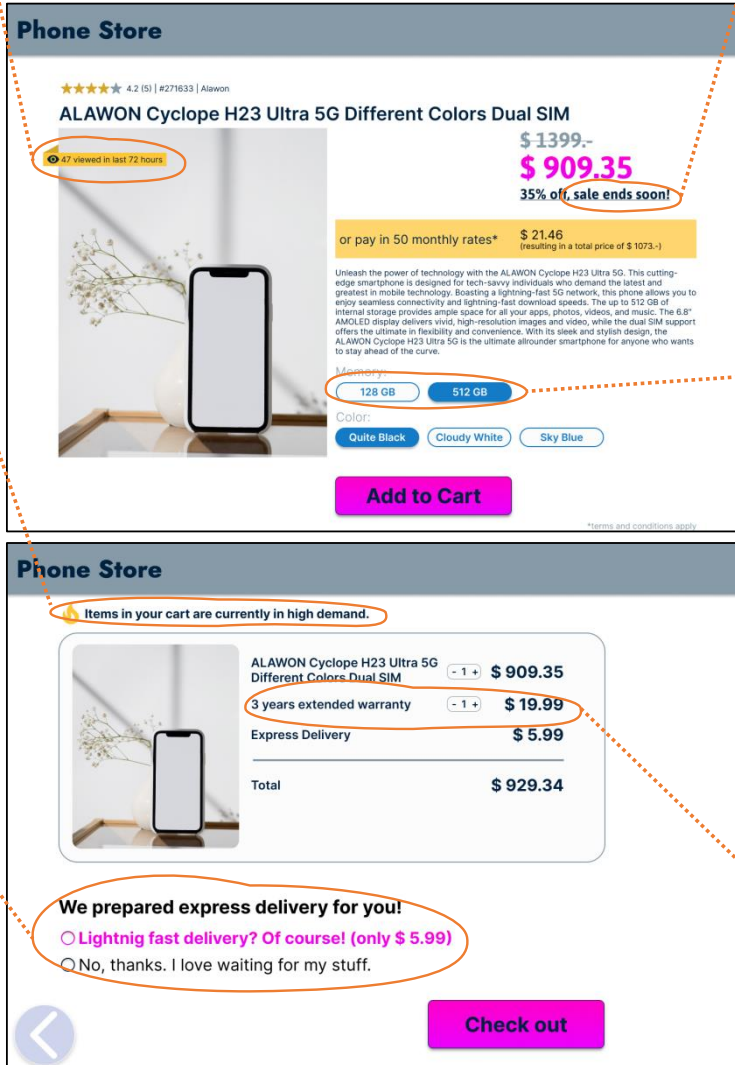 Phone Store
4.2 (5) | #271633 | Alawon
ALAWON Cyclope H23 Ultra 5G Different Colors Dual SIM
47 viewed in last 72 hours
$ 1399.-
$ 909.35
35% off, sale ends soon!
or pay in 50 monthly rates*
$ 21.46
(resulting in a total price of $ 1073.-)
Unleash the power of technology with the ALAWON Cyclope H23 Ultra 5G. This cutting-
edge smartphone is designed for tech-savvy individuals who demand the latest and
greatest in mobile technology. Boasting a lightning-fast 5G network, this phone allows you to
enjoy seamless connectivity and lightning-fast download speeds. The up to 512 GB of
internal storage provides ample space for all your apps, photos, videos, and music. The 6.8"
AMOLED display delivers vivid, high-resolution images and video, while the dual SIM support
offers the ultimate in flexibility and convenience. With its sleek and stylish design, the
ALAWON Cyclope H23 Ultra 5G is the ultimate allrounder smartphone for anyone who wants
to stay ahead of the curve.
Memory:
128 GB
512 GB
Color:
Quite Black
Cloudy White
Sky Blue
Add to Cart
*terms and conditions apply
Phone Store
Items in your cart are currently in high demand.
ALAWON Cyclope H23 Ultra 5G
Different Colors Dual SIM
- 1 +
$ 909.35
3 years extended warranty
- 1 +
$ 19.99
Express Delivery
$ 5.99
Total
$ 929.34
We prepared express delivery for you!
Lightnig fast delivery? Of course! (only $ 5.99)
No, thanks. I love waiting for my stuff.
Check out